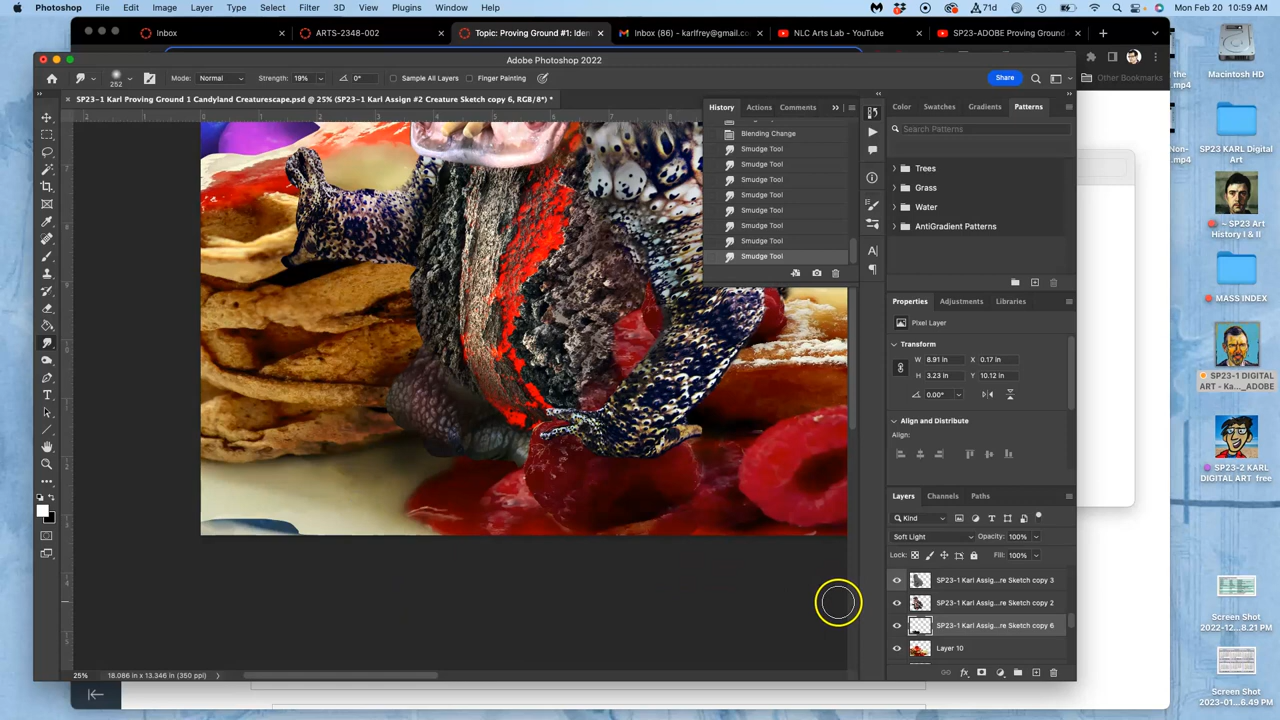 Photoshop File Edit Image Layer Type Select Filter 3D View Plugins Window Help 71d Mon Feb 20 10:59 AM
Inbox ARTS-2348-002 Topic: Proving Ground #1: Iden Inbox (86) - karlfrey@gmail.com NLC Arts Lab - YouTube SP23-ADOBE Proving Ground
Adobe Photoshop 2022
Other Bookmarks
252 Mode: Normal Strength: 19% 0° Sample All Layers Finger Painting Share
SP23-1 Karl Proving Ground 1 Candyland Creaturescape.psd @ 25% (SP23-1 Karl Assign #2 Creature Sketch copy 6, RGB/8*) *
History Actions Comments
Blending Change
Smudge Tool
Smudge Tool
Smudge Tool
Smudge Tool
Smudge Tool
Smudge Tool
Smudge Tool
Smudge Tool
Color Swatches Gradients Patterns
Search Patterns
Trees
Grass
Water
AntiGradient Patterns
Properties Adjustments Libraries
Pixel Layer
Transform
W 8.91 in X 0.17 in
H 3.23 in Y 10.12 in
0.00°
Align and Distribute
Align:
Layers Channels Paths
Kind
Soft Light Opacity: 100%
Lock: Fill: 100%
SP23-1 Karl Assig...re Sketch copy 3
SP23-1 Karl Assig...re Sketch copy 2
SP23-1 Karl Assig...re Sketch copy 6
Layer 10
25% 18.086 in x 13.346 in (350 ppi)
Macintosh HD
SP23 KARL Digital
Art
~ SP23 Art
History I & II
MASS INDEX
SP23-1 DIGITAL
ART - Ka..._ADOBE
SP23-2 KARL
DIGITAL ART_free
Screen Shot
2022-12...8.21 PM
Screen Shot
2023-01...6.49 PM